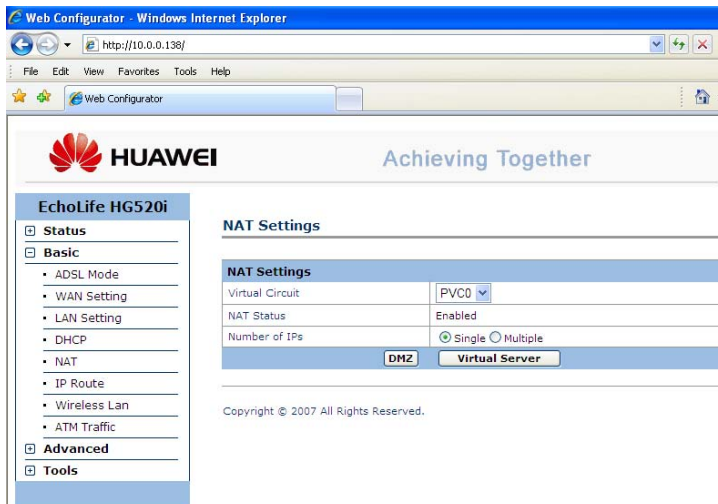 Web Configurator - Windows Internet Explorer
http://10.0.0.138/
File Edit View Favorites Tools Help
Web Configurator
HUAWEI
Achieving Together
EchoLife HG520i
Status
Basic
ADSL Mode
WAN Setting
LAN Setting
DHCP
NAT
IP Route
Wireless Lan
ATM Traffic
Advanced
Tools
NAT Settings
NAT Settings
Virtual Circuit PVC0
NAT Status Enabled
Number of IPs Single Multiple
DMZ Virtual Server
Copyright © 2007 All Rights Reserved.